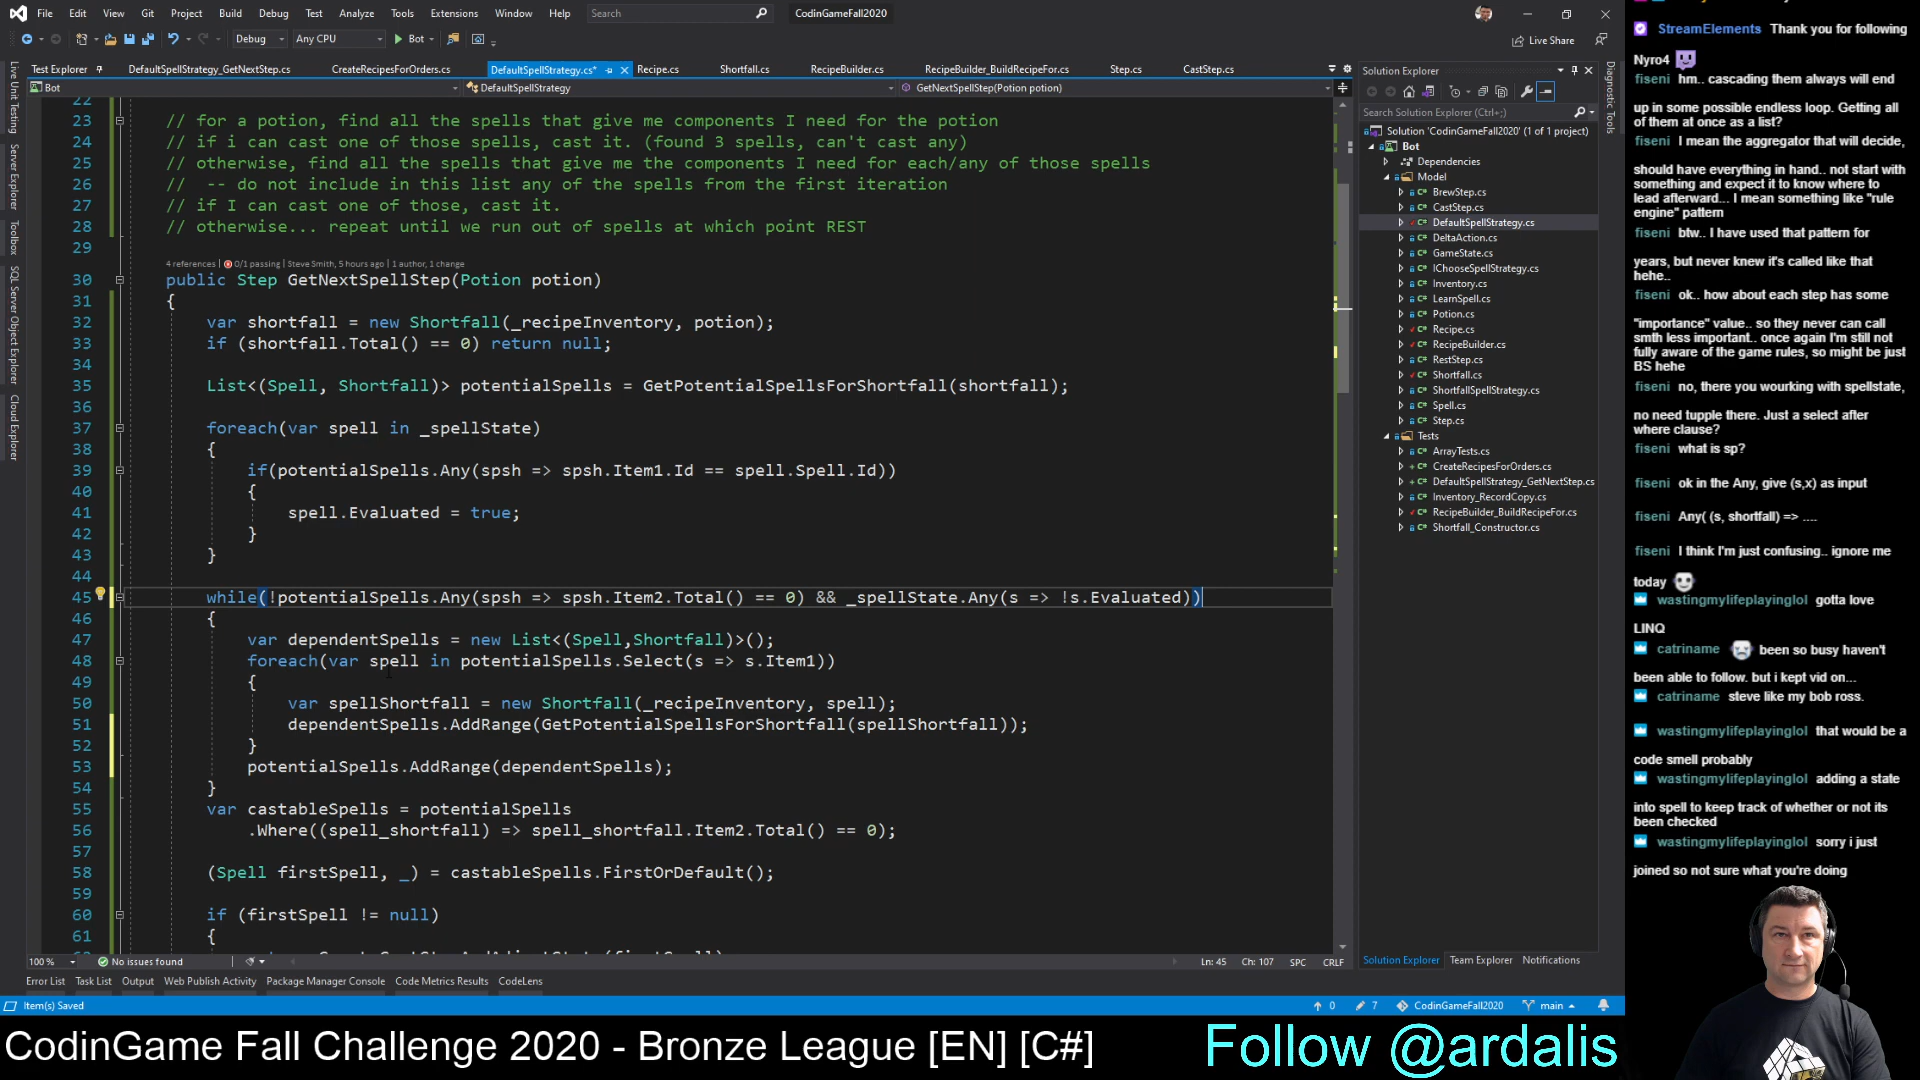 File Edit View Git Project Build Debug Test Analyze Tools Extensions Window Help Search CodinGameFall2020
Debug Any CPU Bot Live Share
Test Explorer DefaultSpellStrategy_GetNextStep.cs CreateRecipesForOrders.cs DefaultSpellStrategy.cs* Recipe.cs Shortfall.cs RecipeBuilder.cs RecipeBuilder_BuildRecipeFor.cs Step.cs CastStep.cs
Bot DefaultSpellStrategy GetNextSpellStep(Potion potion)
Live Unit Testing
Server Explorer
Toolbox
SQL Server Object Explorer
Cloud Explorer
22
23 // for a potion, find all the spells that give me components I need for the potion
24 // if i can cast one of those spells, cast it. (found 3 spells, can't cast any)
25 // otherwise, find all the spells that give me the components I need for each/any of those spells
26 // -- do not include in this list any of the spells from the first iteration
27 // if I can cast one of those, cast it.
28 // otherwise... repeat until we run out of spells at which point REST
29
4 references | 0/1 passing | Steve Smith, 5 hours ago | 1 author, 1 change
30 public Step GetNextSpellStep(Potion potion)
31 {
32 var shortfall = new Shortfall(_recipeInventory, potion);
33 if (shortfall.Total() == 0) return null;
34
35 List<(Spell, Shortfall)> potentialSpells = GetPotentialSpellsForShortfall(shortfall);
36
37 foreach(var spell in _spellState)
38 {
39 if(potentialSpells.Any(spsh => spsh.Item1.Id == spell.Spell.Id))
40 {
41 spell.Evaluated = true;
42 }
43 }
44
45 while(!potentialSpells.Any(spsh => spsh.Item2.Total() == 0) && _spellState.Any(s => !s.Evaluated))
46 {
47 var dependentSpells = new List<(Spell,Shortfall)>();
48 foreach(var spell in potentialSpells.Select(s => s.Item1))
49 {
50 var spellShortfall = new Shortfall(_recipeInventory, spell);
51 dependentSpells.AddRange(GetPotentialSpellsForShortfall(spellShortfall));
52 }
53 potentialSpells.AddRange(dependentSpells);
54 }
55 var castableSpells = potentialSpells
56 .Where((spell_shortfall) => spell_shortfall.Item2.Total() == 0);
57
58 (Spell firstSpell, _) = castableSpells.FirstOrDefault();
59
60 if (firstSpell != null)
61 {
100 % No issues found Ln: 45 Ch: 107 SPC CRLF
Error List Task List Output Web Publish Activity Package Manager Console Code Metrics Results CodeLens
Item(s) Saved 0 7 CodinGameFall2020 main
Solution Explorer
Search Solution Explorer (Ctrl+;)
Solution 'CodinGameFall2020' (1 of 1 project)
Bot
Dependencies
Model
BrewStep.cs
CastStep.cs
DefaultSpellStrategy.cs
DeltaAction.cs
GameState.cs
IChooseSpellStrategy.cs
Inventory.cs
LearnSpell.cs
Potion.cs
Recipe.cs
RecipeBuilder.cs
RestStep.cs
Shortfall.cs
ShortfallSpellStrategy.cs
Spell.cs
Step.cs
Tests
ArrayTests.cs
CreateRecipesForOrders.cs
DefaultSpellStrategy_GetNextStep.cs
Inventory_RecordCopy.cs
RecipeBuilder_BuildRecipeFor.cs
Shortfall_Constructor.cs
Solution Explorer Team Explorer Notifications
Diagnostic Tools
StreamElements Thank you for following
Nyro4
fiseni hm.. cascading them always will end
up in some possible endless loop. Getting all
of them at once as a list?
fiseni I mean the aggregator that will decide,
should have everything in hand.. not start with
something and expect it to know where to
lead afterward... I mean something like "rule
engine" pattern
fiseni btw.. I have used that pattern for
years, but never knew it's called like that
hehe..
fiseni ok.. how about each step has some
"importance" value.. so they never can call
smth less important.. once again I'm still not
fully aware of the game rules, so might be just
BS hehe
fiseni no, there you wourking with spellstate,
no need tupple there. Just a select after
where clause?
fiseni what is sp?
fiseni ok in the Any, give (s,x) as input
fiseni Any( (s, shortfall) => ....
fiseni I think I'm just confusing.. ignore me
today
wastingmylifeplayinglol gotta love
LINQ
catriname been so busy haven't
been able to follow. but i kept vid on...
catriname steve like my bob ross.
wastingmylifeplayinglol that would be a
code smell probably
wastingmylifeplayinglol adding a state
into spell to keep track of whether or not its
been checked
wastingmylifeplayinglol sorry i just
joined so not sure what you're doing
CodinGame Fall Challenge 2020 - Bronze League [EN] [C#] Follow @ardalis